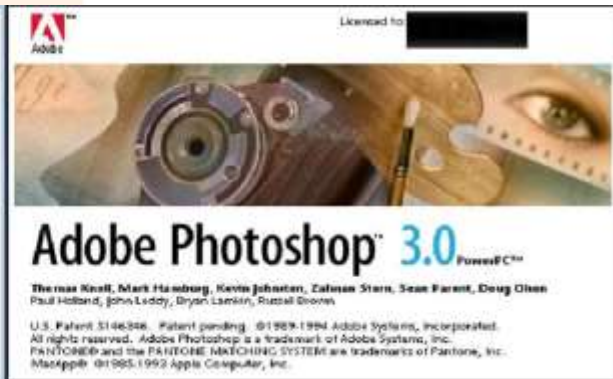 Adobe
Licensed to:
Adobe Photoshop™ 3.0 PowerPC™
Thomas Knoll, Mark Hamburg, Kevin Johnston, Zalman Stern, Sean Parent, Doug Olson
Paul Holland, John Leddy, Bryan Lamkin, Russell Brown
U.S. Patent 5146346. Patent pending. ©1989-1994 Adobe Systems, Incorporated.
All rights reserved. Adobe Photoshop is a trademark of Adobe Systems, Inc.
PANTONE® and the PANTONE MATCHING SYSTEM are trademarks of Pantone, Inc.
MacApp® ©1985-1993 Apple Computer, Inc.